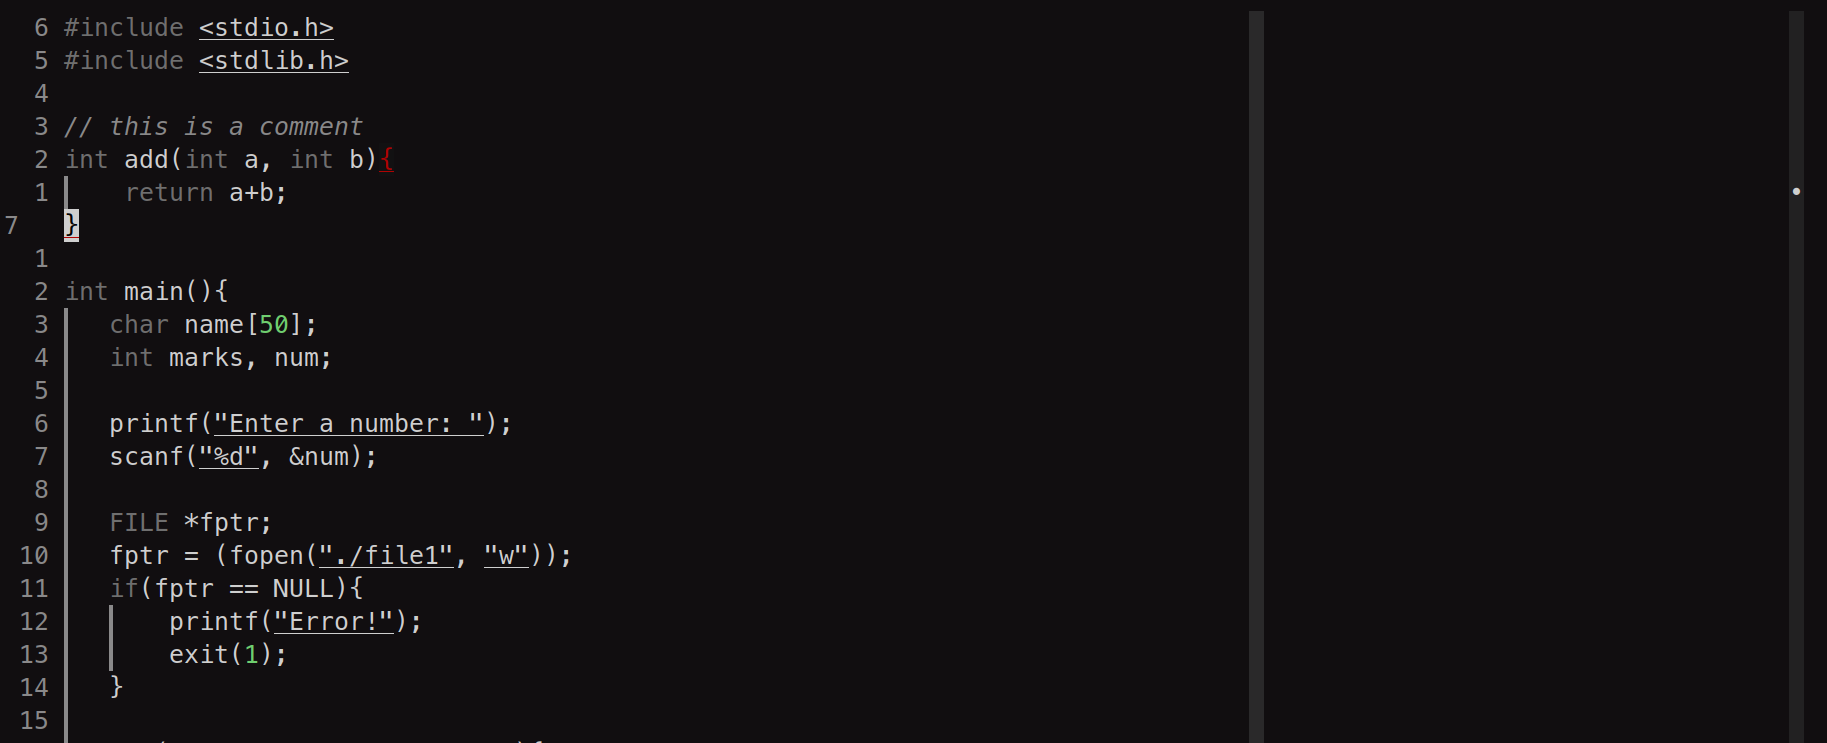 6 #include <stdio.h>
5 #include <stdlib.h>
4
3 // this is a comment
2 int add(int a, int b){
1     return a+b;
7 }
1
2 int main(){
3    char name[50];
4    int marks, num;
5
6    printf("Enter a number: ");
7    scanf("%d", &num);
8
9    FILE *fptr;
10    fptr = (fopen("./file1", "w"));
11    if(fptr == NULL){
12        printf("Error!");
13        exit(1);
14    }
15